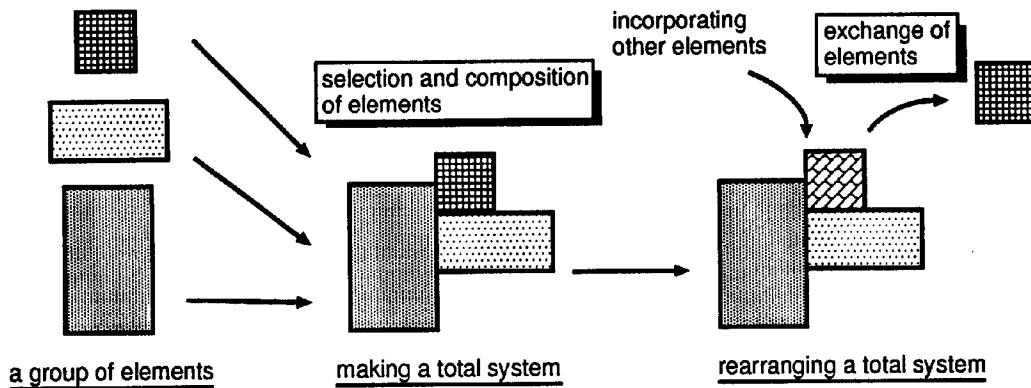 incorporating
other elements
exchange of
elements
selection and composition
of elements
a group of elements
making a total system
rearranging a total system